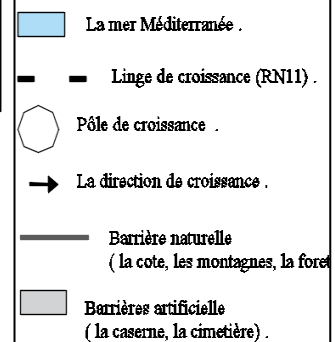 La mer Méditerranée .
Linge de croissance (RN11) .
Pôle de croissance .
La direction de croissance .
Barrière naturelle
( la cote, les montagnes, la foret
Barrières artificielle
( la caserne, la cimetière) .